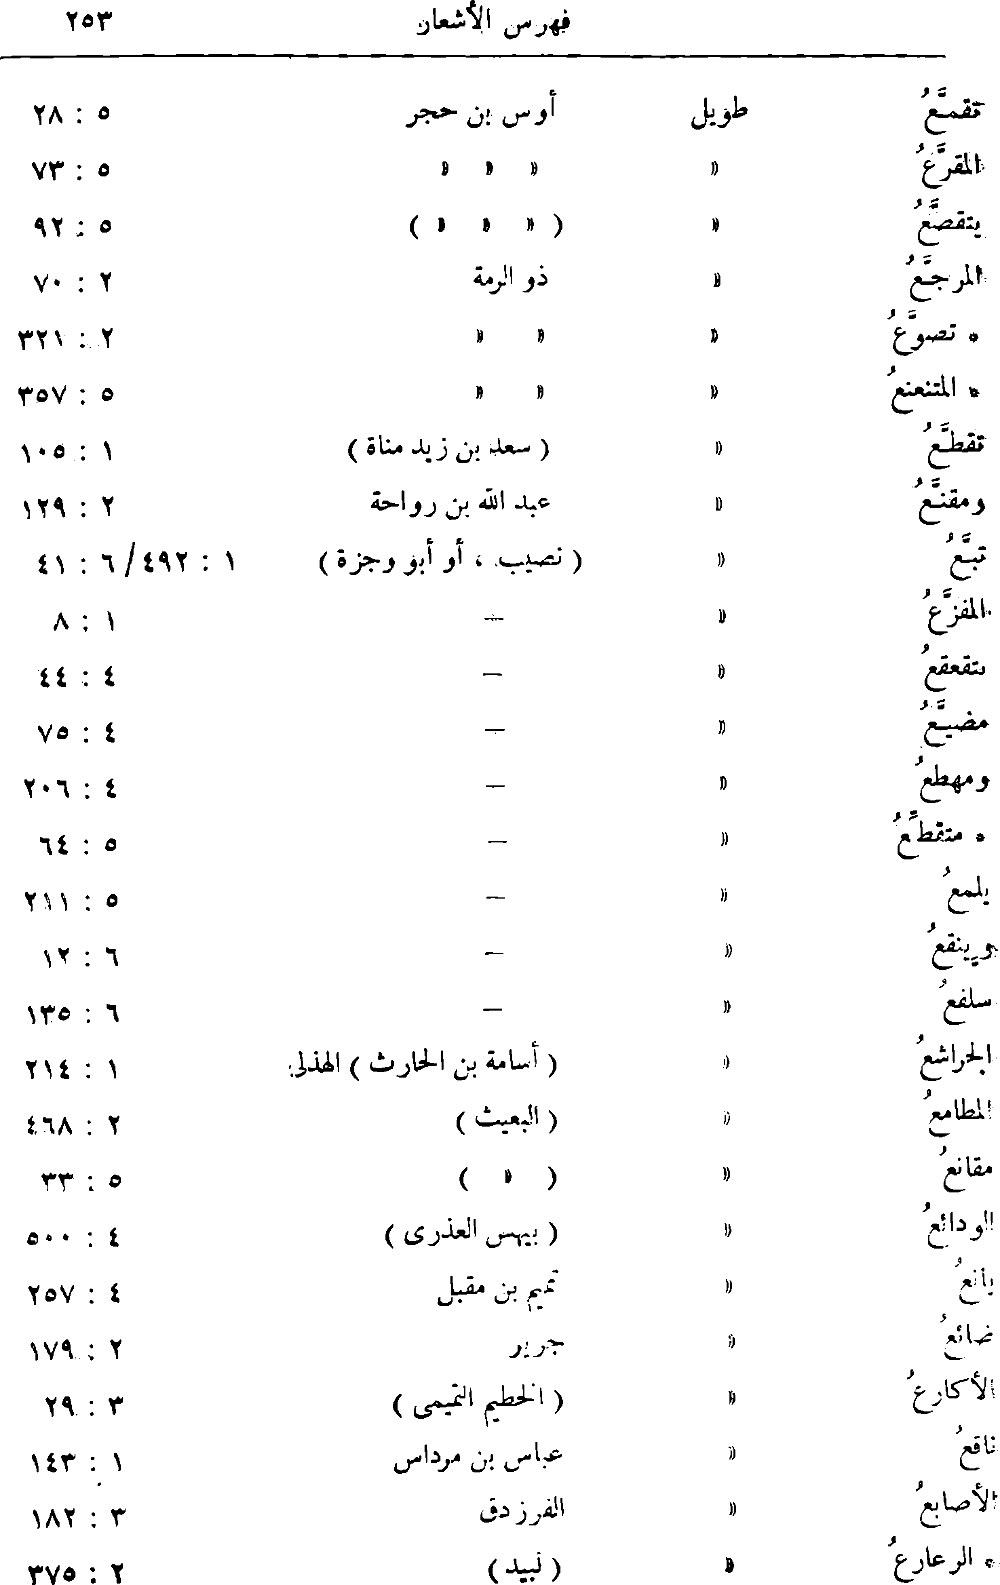 فهرس الأشعار ٢٥٣
تقمَّعُ طويل أوس بن حجر ٥ : ٢٨
المقرَّعُ » » » » ٥ : ٧٣
يتقصَّعُ » ( » » » ) ٥ : ٩٢
المرجَّعُ » ذو الرمة ٢ : ٧٠
• تصوَّعُ » » » ٢ : ٣٢١
• المتنعنعُ » » » ٥ : ٣٥٧
تقطَّعُ » ( سعد بن زيد مناة ) ١ : ١٠٥
ومقنَّعُ » عبد الله بن رواحة ٢ : ١٢٩
تبَّعُ » ( نصيب ، أو أبو وجزة ) ١ : ٤٩٢/ ٦ : ٤١
المفزَّعُ » — ١ : ٨
يتقعقعُ » — ٤ : ٤٤
مضيَّعُ » — ٤ : ٧٥
ومهطعُ » — ٤ : ٢٠٦
• متقطَّعُ » — ٥ : ٦٤
يلمعُ » — ٥ : ٢١١
وينقعُ » — ٦ : ١٢
سلفعُ » — ٦ : ١٣٥
الجراشعُ » ( أسامة بن الحارث ) الهذلى ١ : ٢١٤
المطامعُ » ( البعيث ) ٢ : ٤٦٨
مقانعُ » ( » ) ٥ : ٣٣
الودائعُ » ( بيهس العذرى ) ٤ : ٥٠٠
يانعُ » تميم بن مقبل ٤ : ٢٥٧
ضائعُ » جرير ٢ : ١٧٩
الأكارعُ » ( الخطيم التميمى ) ٣ : ٢٩
ناقعُ » عباس بن مرداس ١ : ١٤٣
الأصابعُ » الفرزدق ٣ : ١٨٢
• الرعارعُ » ( لبيد ) ٢ : ٣٧٥